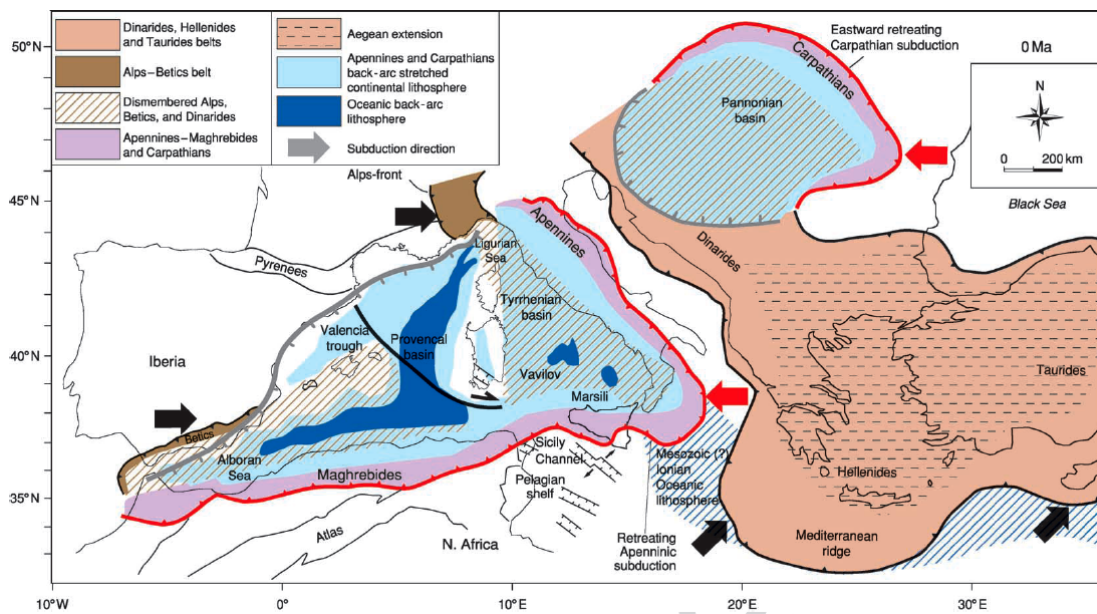 Dinarides, Hellenides
and Taurides belts
Alps–Betics belt
Dismembered Alps,
Betics, and Dinarides
Apennines–Maghrebides
and Carpathians
Aegean extension
Apennines and Carpathians
back-arc stretched
continental lithosphere
Oceanic back-arc
lithosphere
Subduction direction
Alps-front
Eastward retreating
Carpathian subduction
0 Ma
N
0 200 km
Black Sea
Carpathians
Pannonian
basin
50°N
45°N
40°N
35°N
Pyrenees
Ligurian
Sea
Apennines
Dinarides
Tyrrhenian
basin
Valencia
trough
Provençal
basin
Iberia
Vavilov
Marsili
Taurides
Betics
Alboran
Sea
Maghrebides
Sicily
Channel
Pelagian
shelf
Mesozoic (?)
Ionian
Oceanic
lithosphere
Hellenides
Atlas
N. Africa
Retreating
Apenninic
subduction
Mediterranean
ridge
10°W
0°
10°E
20°E
30°E